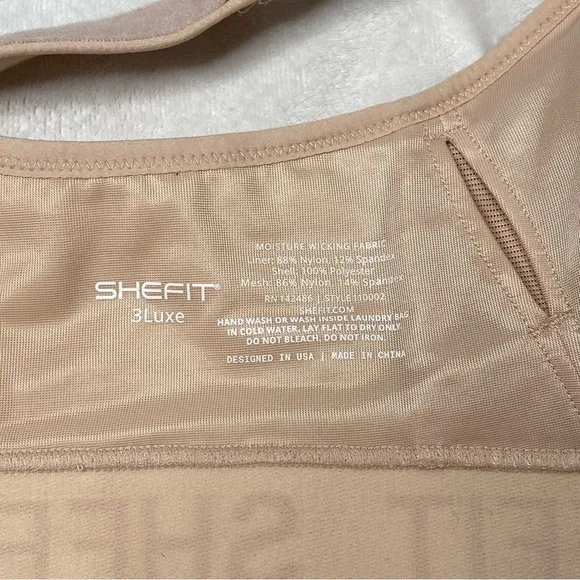 SHEFIT®
3Luxe
MOISTURE WICKING FABRIC
Liner: 88% Nylon, 12% Spandex
Shell: 100% Polyester
Mesh: 86% Nylon, 14% Spandex
RN 142486 | STYLE 110002
SHEFIT.COM
HAND WASH OR WASH INSIDE LAUNDRY BAG
IN COLD WATER. LAY FLAT TO DRY ONLY
DO NOT BLEACH. DO NOT IRON.
DESIGNED IN USA | MADE IN CHINA
SHEF